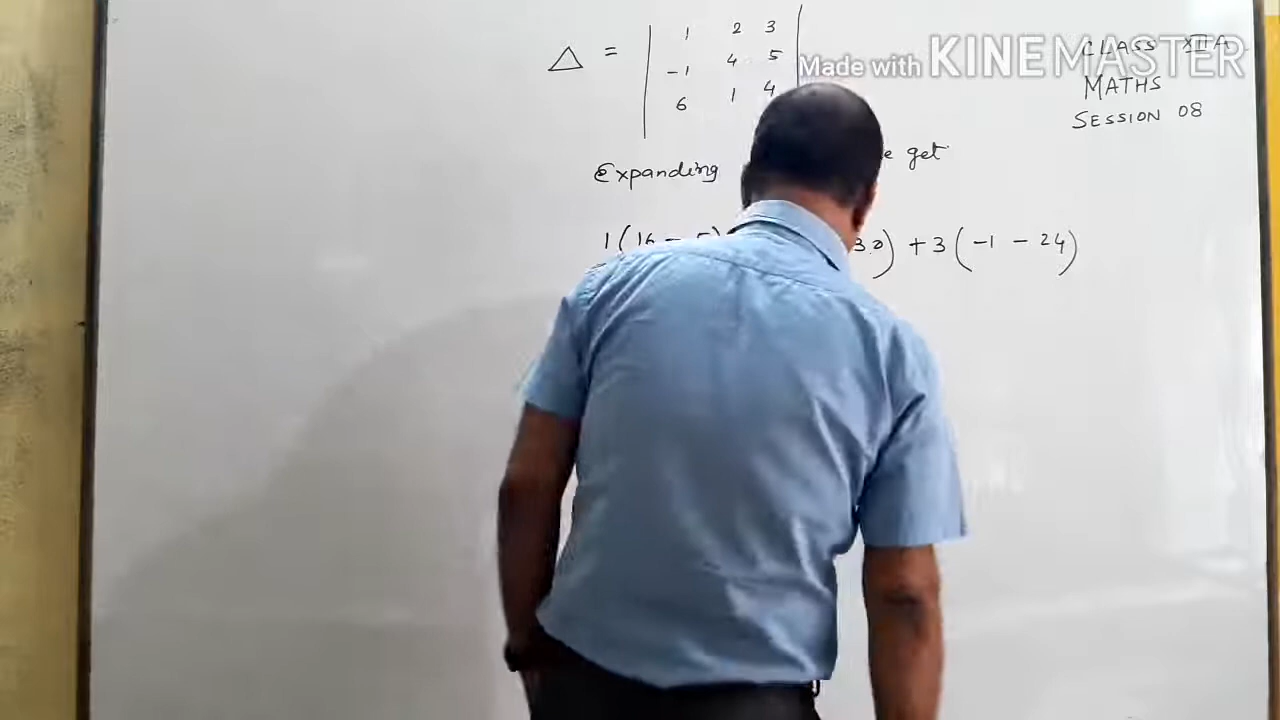 Δ = | 1 2 3 |
-1 4 5
6 1 4
Made with KINEMASTER
CLASS XII A
MATHS
SESSION 08
Expanding get
1(16 - 5) 30) + 3(-1 - 24)